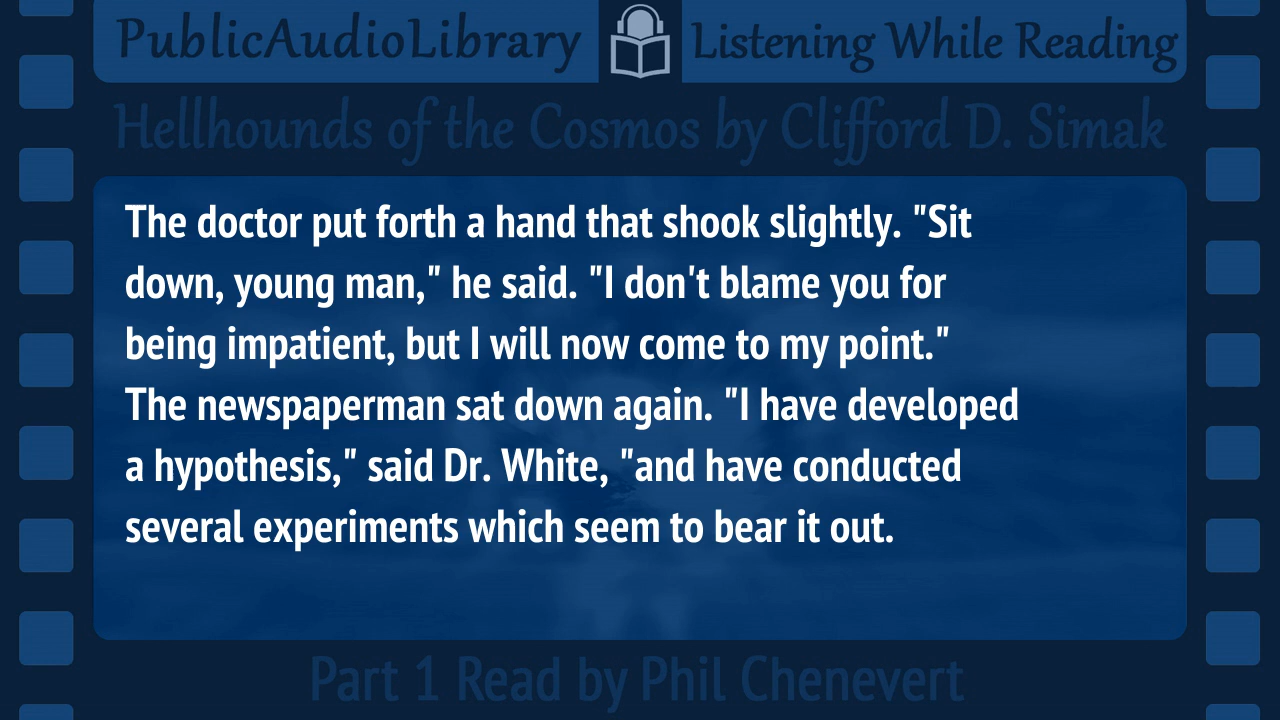 PublicAudioLibrary Listening While Reading
Hellhounds of the Cosmos by Clifford D. Simak
The doctor put forth a hand that shook slightly. "Sit
down, young man," he said. "I don't blame you for
being impatient, but I will now come to my point."
The newspaperman sat down again. "I have developed
a hypothesis," said Dr. White, "and have conducted
several experiments which seem to bear it out.
Part 1 Read by Phil Chenevert